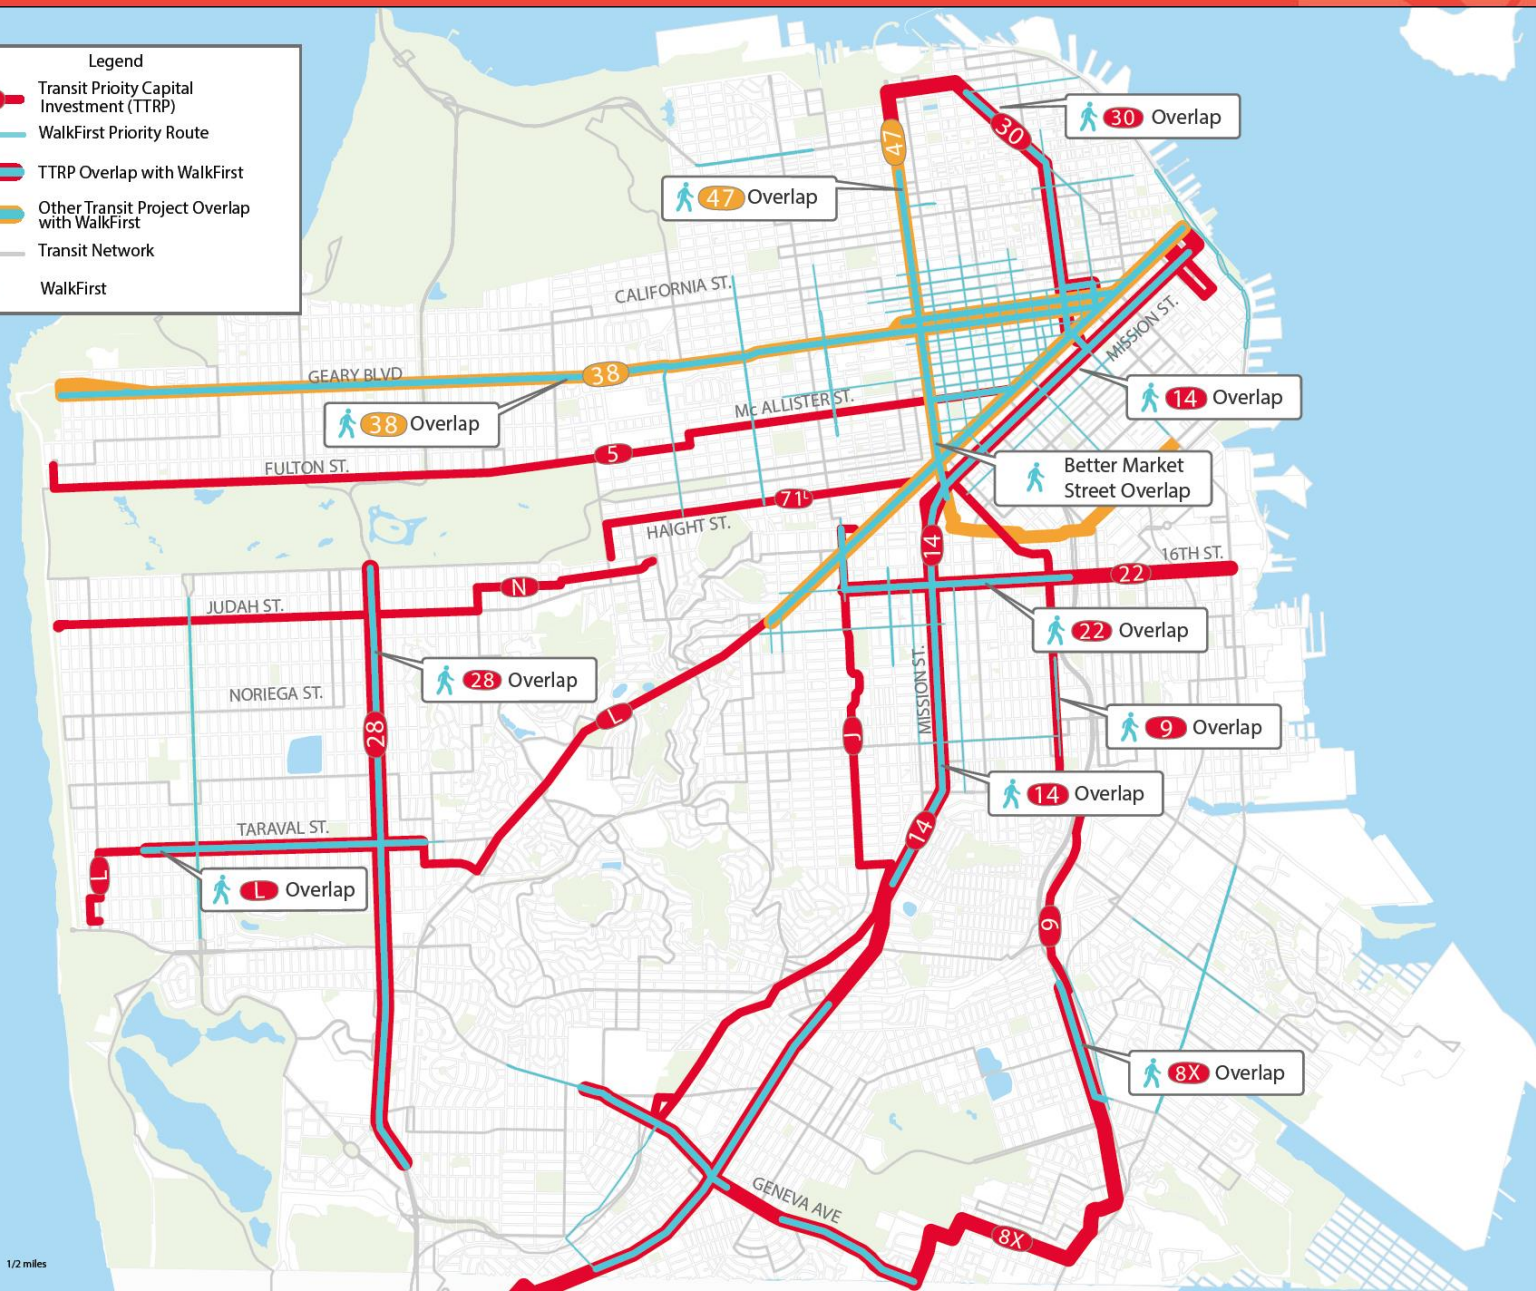 Legend
Transit Prioity Capital
Investment (TTRP)
WalkFirst Priority Route
TTRP Overlap with WalkFirst
Other Transit Project Overlap
with WalkFirst
Transit Network
WalkFirst
30 Overlap
30
47
47 Overlap
CALIFORNIA ST.
MISSION ST.
GEARY BLVD
38
38 Overlap
14 Overlap
Mc ALLISTER ST.
5
FULTON ST.
Better Market
Street Overlap
71L
HAIGHT ST.
14
16TH ST.
22
N
JUDAH ST.
22 Overlap
28 Overlap
NORIEGA ST.
MISSION ST.
L
28
J
9 Overlap
14 Overlap
14
TARAVAL ST.
L
L Overlap
9
8X Overlap
GENEVA AVE
8X
1/2 miles